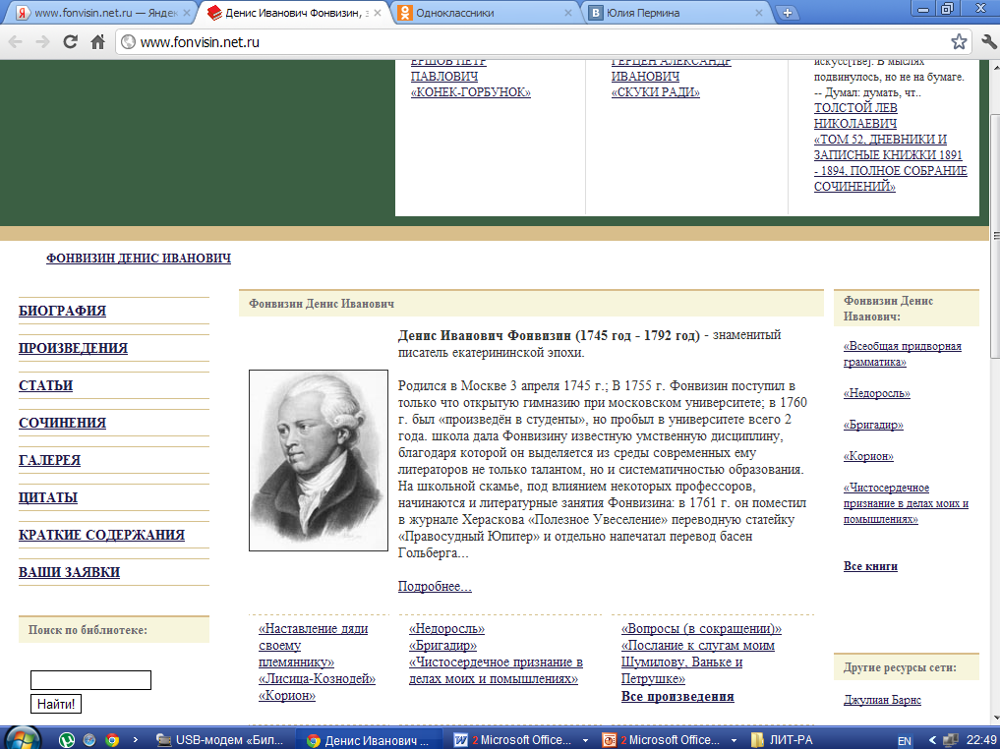 www.fonvisin.net.ru — Яндекс
Денис Иванович Фонвизин, з
Одноклассники
Юлия Пермина
www.fonvisin.net.ru
ЕРШОВ ПЕТР
ПАВЛОВИЧ
«КОНЕК-ГОРБУНОК»
ГЕРЦЕН АЛЕКСАНДР
ИВАНОВИЧ
«СКУКИ РАДИ»
искусс[тве]. В мыслях
подвинулось, но не на бумаге.
-- Думал: думать, чт..
ТОЛСТОЙ ЛЕВ
НИКОЛАЕВИЧ
«ТОМ 52. ДНЕВНИКИ И
ЗАПИСНЫЕ КНИЖКИ 1891
- 1894. ПОЛНОЕ СОБРАНИЕ
СОЧИНЕНИЙ»
ФОНВИЗИН ДЕНИС ИВАНОВИЧ
БИОГРАФИЯ
ПРОИЗВЕДЕНИЯ
СТАТЬИ
СОЧИНЕНИЯ
ГАЛЕРЕЯ
ЦИТАТЫ
КРАТКИЕ СОДЕРЖАНИЯ
ВАШИ ЗАЯВКИ
Поиск по библиотеке:
Найти!
Фонвизин Денис Иванович
Денис Иванович Фонвизин (1745 год - 1792 год) - знаменитый
писатель екатерининской эпохи.
Родился в Москве 3 апреля 1745 г.; В 1755 г. Фонвизин поступил в
только что открытую гимназию при московском университете; в 1760
г. был «произведён в студенты», но пробыл в университете всего 2
года. школа дала Фонвизину известную умственную дисциплину,
благодаря которой он выделяется из среды современных ему
литераторов не только талантом, но и систематичностью образования.
На школьной скамье, под влиянием некоторых профессоров,
начинаются и литературные занятия Фонвизина: в 1761 г. он поместил
в журнале Хераскова «Полезное Увеселение» переводную статейку
«Правосудный Юпитер» и отдельно напечатал перевод басен
Гольберга...
Подробнее...
«Наставление дяди
своему
племяннику»
«Лисица-Кознодей»
«Корион»
«Недоросль»
«Бригадир»
«Чистосердечное признание в
делах моих и помышлениях»
«Вопросы (в сокращении)»
«Послание к слугам моим
Шумилову, Ваньке и
Петрушке»
Все произведения
Фонвизин Денис
Иванович:
«Всеобщая придворная
грамматика»
«Недоросль»
«Бригадир»
«Корион»
«Чистосердечное
признание в делах моих и
помышлениях»
Все книги
Другие ресурсы сети:
Джулиан Барнс
USB-модем «Бил...
Денис Иванович ...
2 Microsoft Office...
2 Microsoft Office...
ЛИТ-РА
EN
22:49